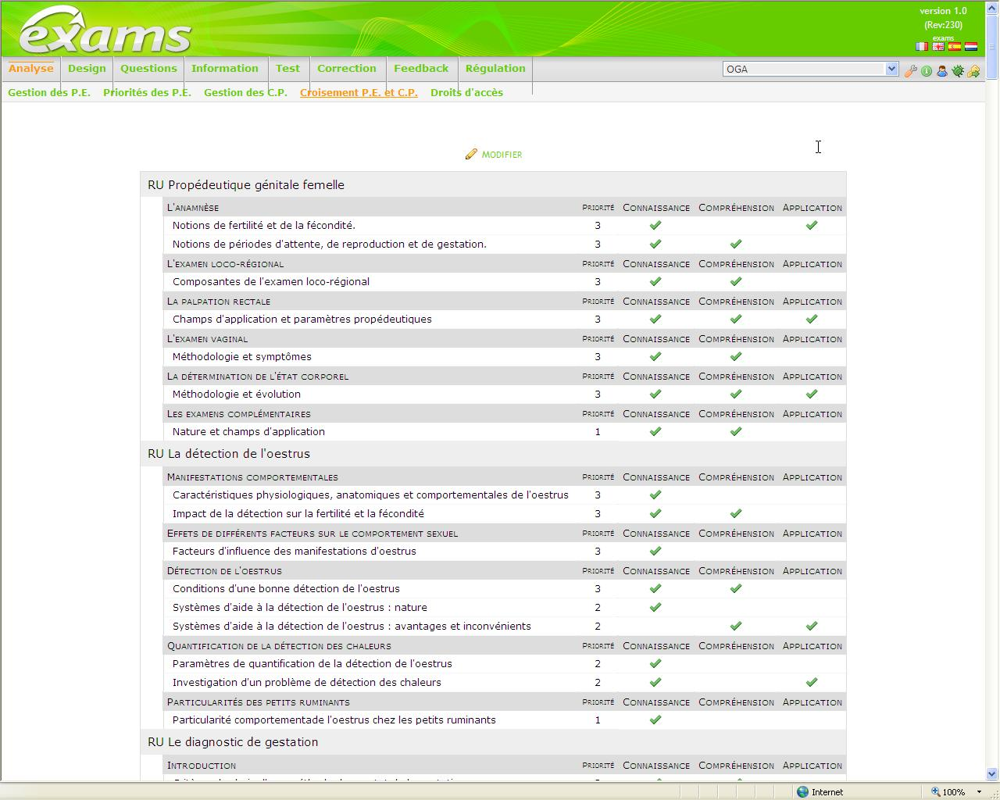 exams
version 1.0
(Rev:230)
exams
Analyse Design Questions Information Test Correction Feedback Régulation
OGA
Gestion des P.E. Priorités des P.E. Gestion des C.P. Croisement P.E. et C.P. Droits d'accès
Modifier
RU Propédeutique génitale femelle
L'anamnèse Priorité Connaissance Compréhension Application
Notions de fertilité et de la fécondité. 3
Notions de périodes d'attente, de reproduction et de gestation. 3
L'examen loco-régional Priorité Connaissance Compréhension Application
Composantes de l'examen loco-régional 3
La palpation rectale Priorité Connaissance Compréhension Application
Champs d'application et paramètres propédeutiques 3
L'examen vaginal Priorité Connaissance Compréhension Application
Méthodologie et symptômes 3
La détermination de l'état corporel Priorité Connaissance Compréhension Application
Méthodologie et évolution 3
Les examens complémentaires Priorité Connaissance Compréhension Application
Nature et champs d'application 1
RU La détection de l'oestrus
Manifestations comportementales Priorité Connaissance Compréhension Application
Caractéristiques physiologiques, anatomiques et comportementales de l'oestrus 3
Impact de la détection sur la fertilité et la fécondité 3
Effets de différents facteurs sur le comportement sexuel Priorité Connaissance Compréhension Application
Facteurs d'influence des manifestations d'oestrus 3
Détection de l'oestrus Priorité Connaissance Compréhension Application
Conditions d'une bonne détection de l'oestrus 3
Systèmes d'aide à la détection de l'oestrus : nature 2
Systèmes d'aide à la détection de l'oestrus : avantages et inconvénients 2
Quantification de la détection des chaleurs Priorité Connaissance Compréhension Application
Paramètres de quantification de la détection de l'oestrus 2
Investigation d'un problème de détection des chaleurs 2
Particularités des petits ruminants Priorité Connaissance Compréhension Application
Particularité comportementade l'oestrus chez les petits ruminants 1
RU Le diagnostic de gestation
Introduction Priorité Connaissance Compréhension Application
Internet 100%